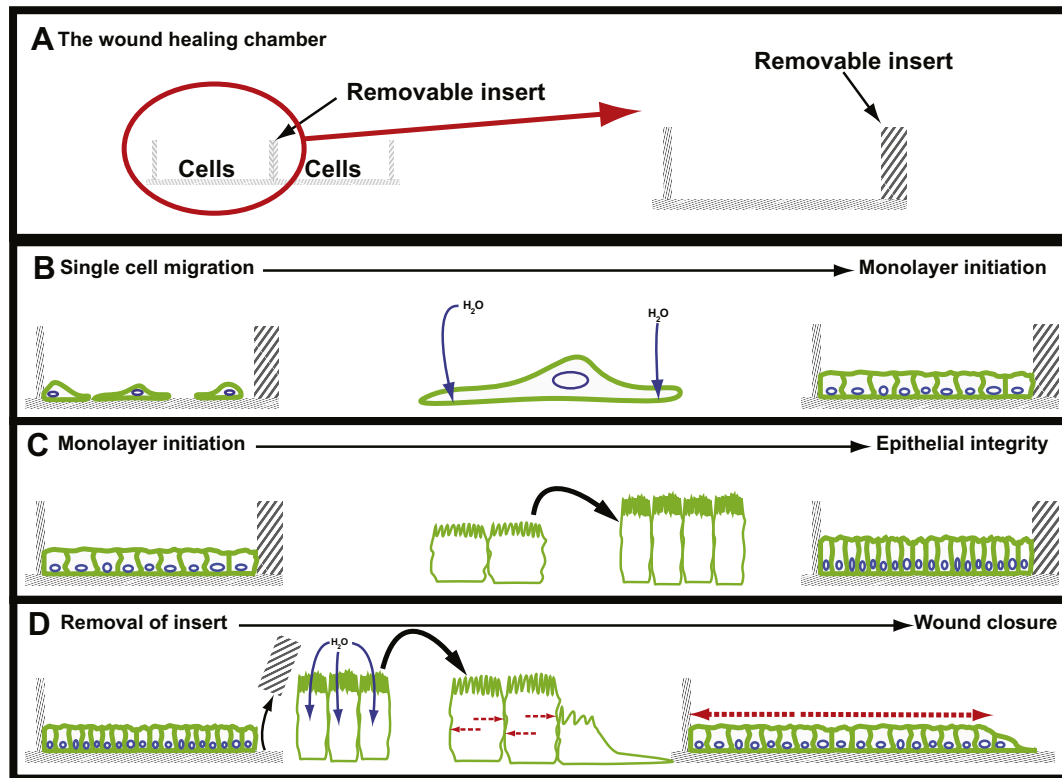 A The wound healing chamber
Removable insert
Removable insert
Cells
Cells
B Single cell migration
Monolayer initiation
H₂O
H₂O
C Monolayer initiation
Epithelial integrity
D Removal of insert
Wound closure
H₂O